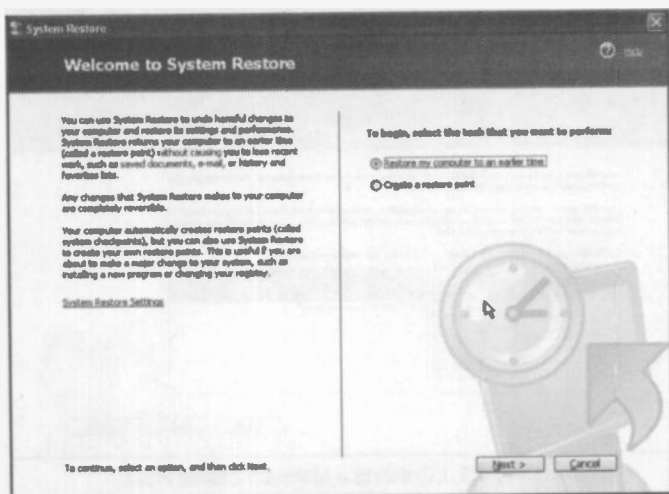 System Restore
Welcome to System Restore
Help
You can use System Restore to undo harmful changes to
your computer and restore its settings and performance.
System Restore returns your computer to an earlier time
(called a restore point) without causing you to lose recent
work, such as saved documents, e-mail, or history and
favorites lists.
Any changes that System Restore makes to your computer
are completely reversible.
Your computer automatically creates restore points (called
system checkpoints), but you can also use System Restore
to create your own restore points. This is useful if you are
about to make a major change to your system, such as
installing a new program or changing your registry.
System Restore Settings
To begin, select the task that you want to perform:
Restore my computer to an earlier time
Create a restore point
To continue, select an option, and then click Next.
Next >
Cancel